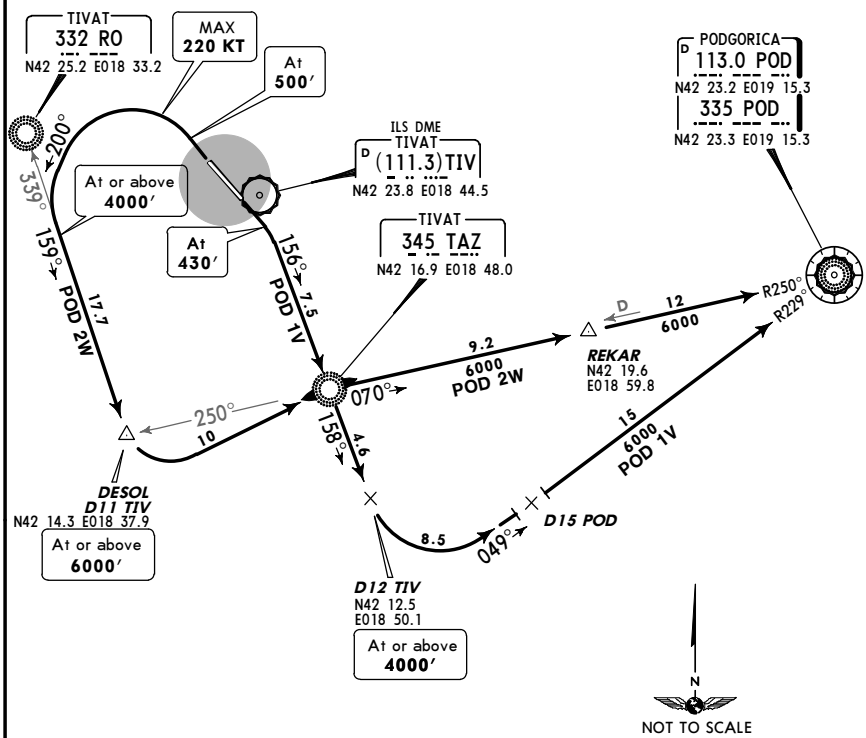 TIVAT
332 RO
N42 25.2 E018 33.2
MAX
220 KT
At
500'
PODGORICA
D 113.0 POD
N42 23.2 E019 15.3
335 POD
N42 23.3 E019 15.3
ILS DME
TIVAT
D (111.3) TIV
N42 23.8 E018 44.5
200°
339°
At or above
4000'
At
430'
TIVAT
345 TAZ
N42 16.9 E018 48.0
159°
17.7
POD 2W
156°
7.5
POD 1V
D
12
6000
R250°
R229°
REKAR
N42 19.6
E018 59.8
9.2
6000
POD 2W
070°
250°
10
158°
4.6
15
6000
POD 1V
DESOL
D11 TIV
N42 14.3 E018 37.9
At or above
6000'
8.5
049°
D15 POD
D12 TIV
N42 12.5
E018 50.1
At or above
4000'
N
NOT TO SCALE